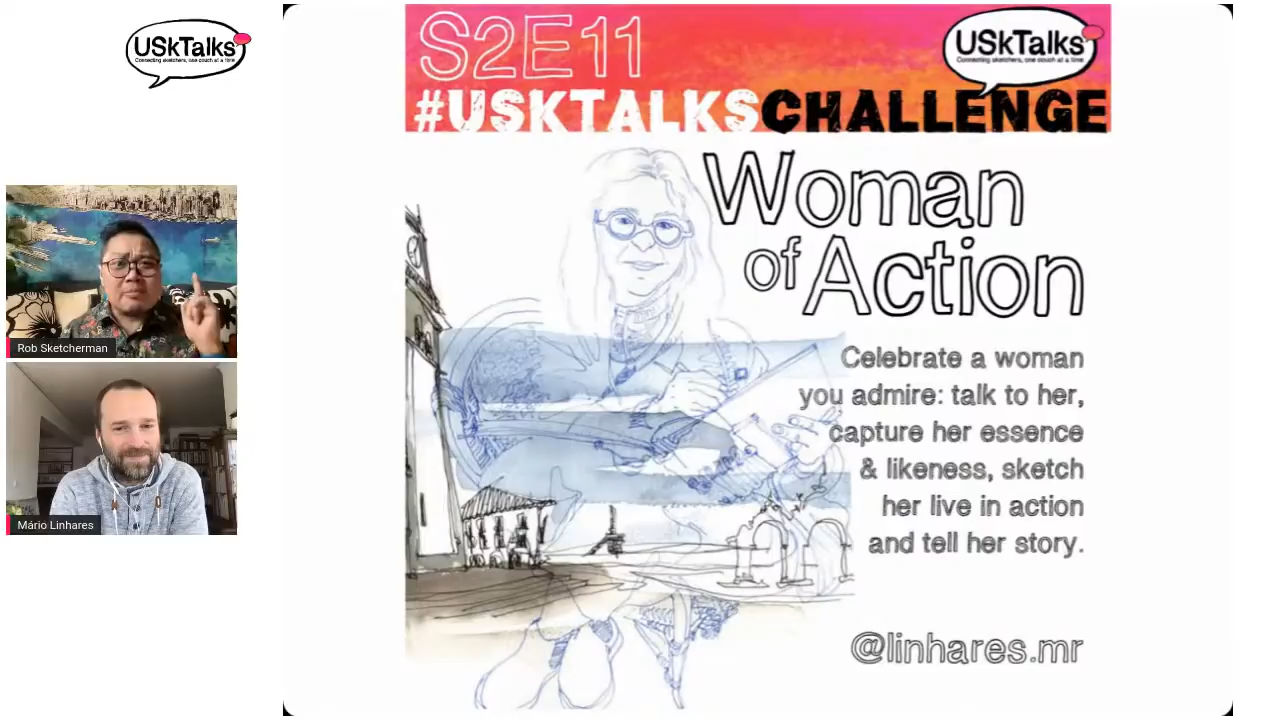 USkTalks
Connecting sketchers, one couch at a time
Rob Sketcherman
Mário Linhares
S2E11
USkTalks
Connecting sketchers, one couch at a time
#USKTALKSCHALLENGE
Woman
of Action
Celebrate a woman
you admire: talk to her,
capture her essence
& likeness, sketch
her live in action
and tell her story.
@linhares.mr